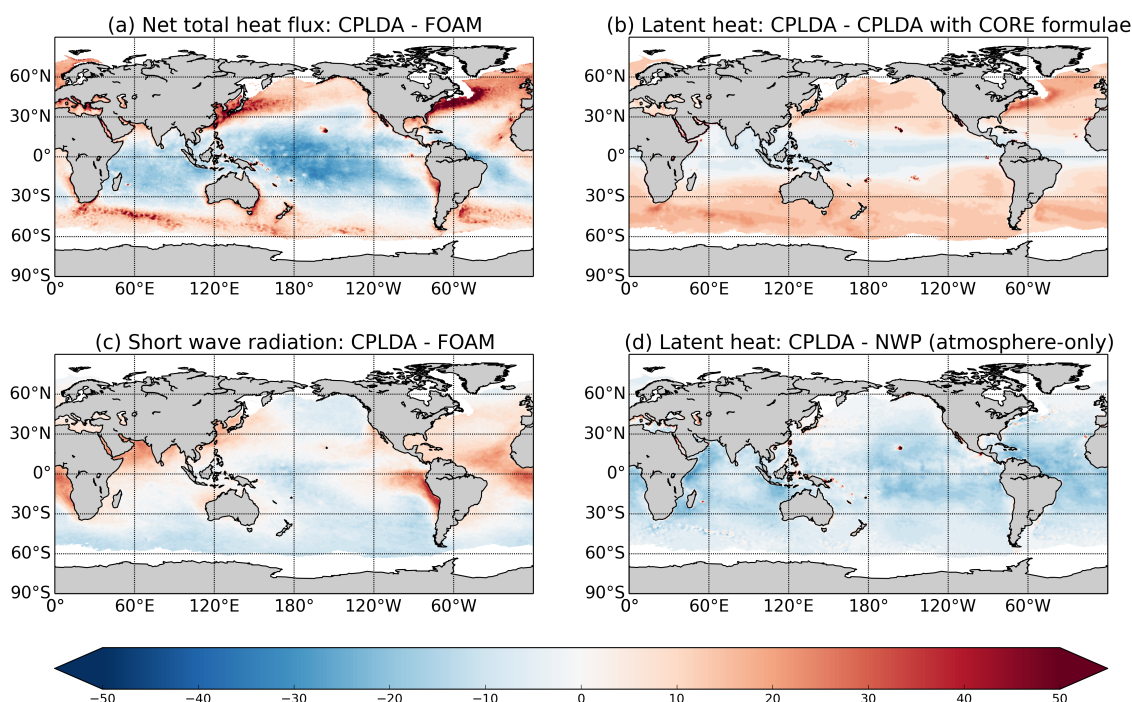 (a) Net total heat flux: CPLDA - FOAM
(b) Latent heat: CPLDA - CPLDA with CORE formulae
60°N
30°N
0°
30°S
60°S
90°S
0° 60°E 120°W 180° 120°W 60°W
60°N
30°N
0°
30°S
60°S
90°S
0° 60°E 120°W 180° 120°W 60°W
(c) Short wave radiation: CPLDA - FOAM
(d) Latent heat: CPLDA - NWP (atmosphere-only)
60°N
30°N
0°
30°S
60°S
90°S
0° 60°E 120°W 180° 120°W 60°W
60°N
30°N
0°
30°S
60°S
90°S
0° 60°E 120°W 180° 120°W 60°W
−50 −40 −30 −20 −10 0 10 20 30 40 50